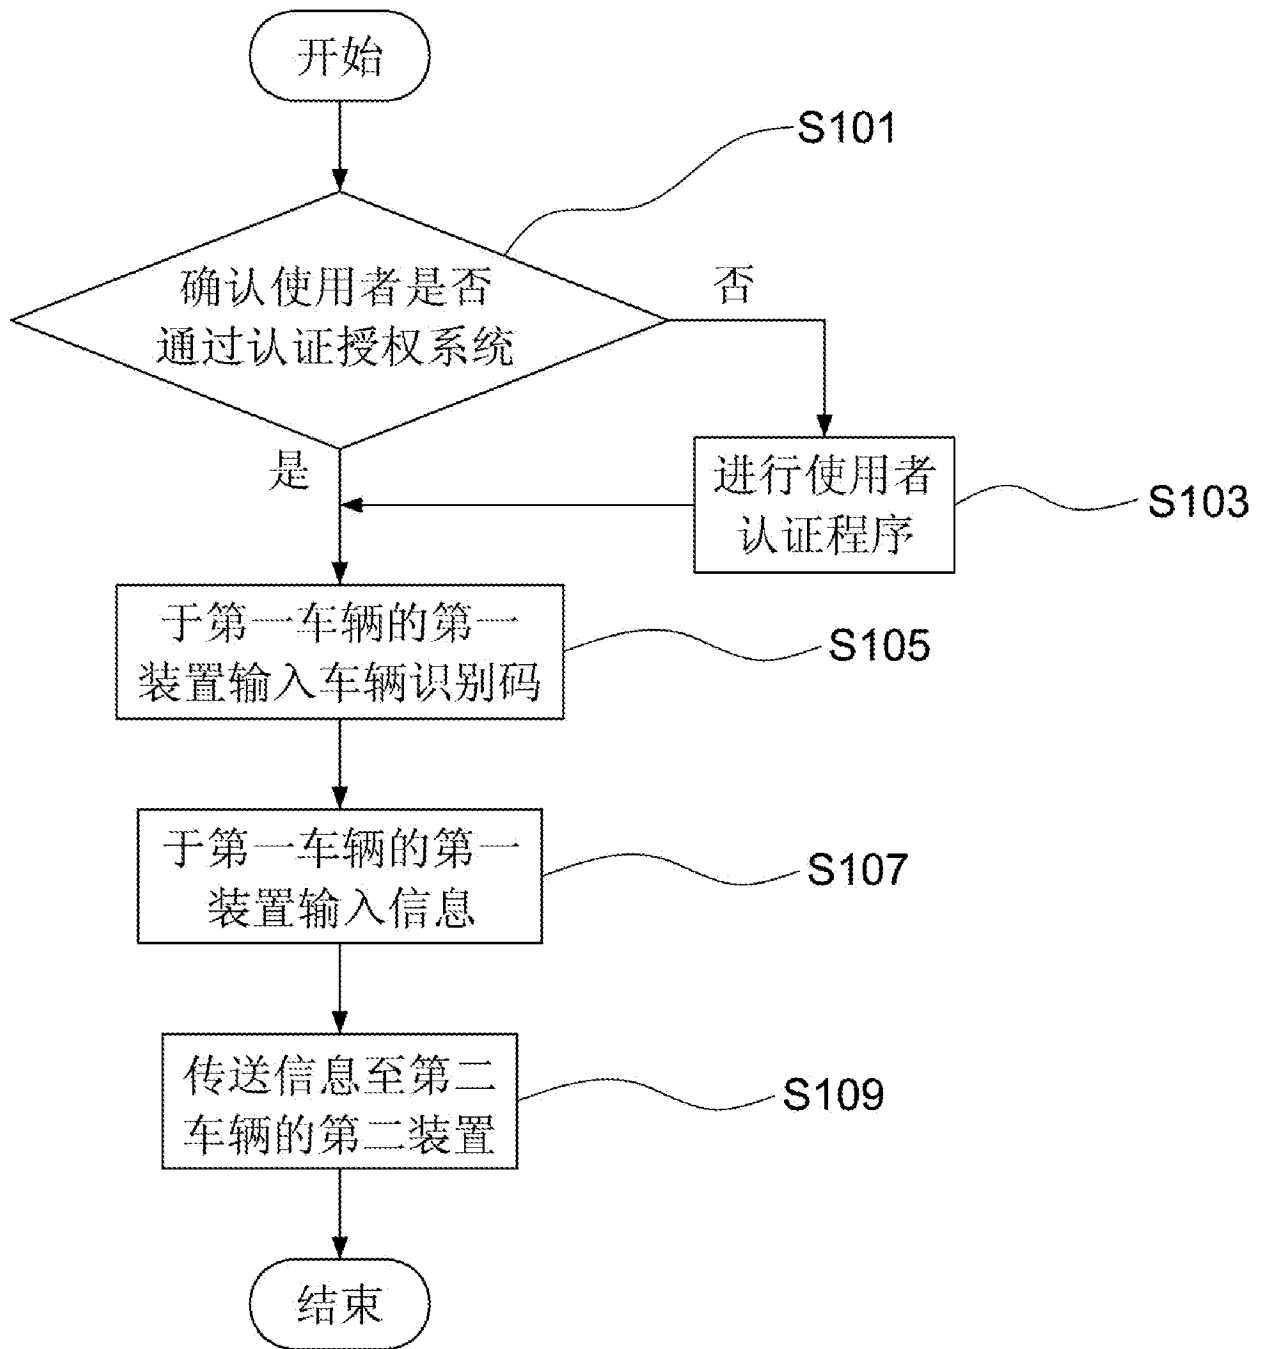 开始
S101
确认使用者是否
通过认证授权系统
否
是
进行使用者
认证程序
S103
于第一车辆的第一
装置输入车辆识别码
S105
于第一车辆的第一
装置输入信息
S107
传送信息至第二
车辆的第二装置
S109
结束